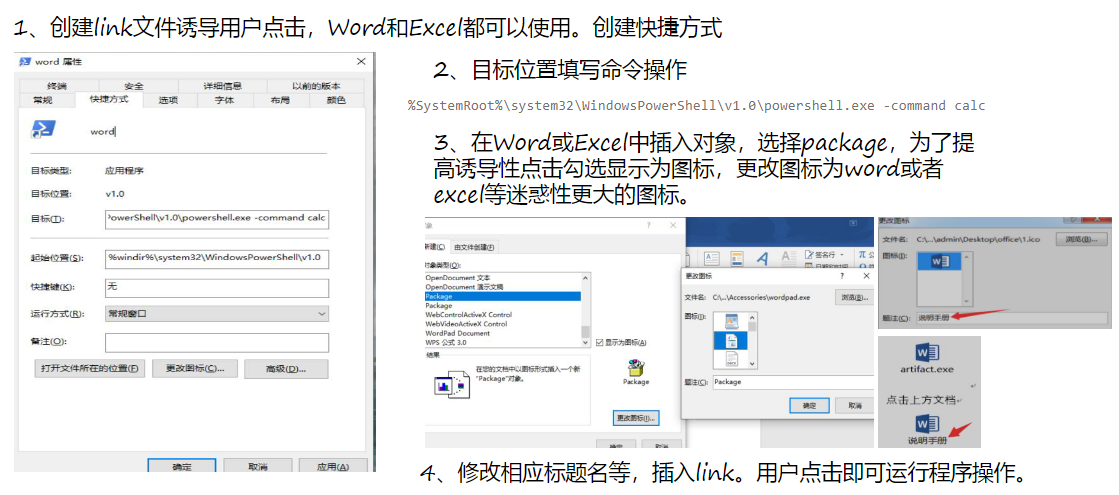 1、创建link文件诱导用户点击，Word和Excel都可以使用。创建快捷方式
word 属性
终端 安全 详细信息 以前的版本
常规 快捷方式 选项 字体 布局 颜色
word
目标类型: 应用程序
目标位置: v1.0
目标(T): PowerShell\v1.0\powershell.exe -command calc
起始位置(S): %windir%\system32\WindowsPowerShell\v1.0
快捷键(K): 无
运行方式(R): 常规窗口
备注(O):
打开文件所在的位置(F) 更改图标(C)... 高级(D)...
确定 取消 应用(A)
2、目标位置填写命令操作
%SystemRoot%\system32\WindowsPowerShell\v1.0\powershell.exe -command calc
3、在Word或Excel中插入对象，选择package，为了提
高诱导性点击勾选显示为图标，更改图标为word或者
excel等迷惑性更大的图标。
对象
新建(C) 由文件创建(F)
对象类型(O):
OpenDocument 文本
OpenDocument 演示文稿
Package
Package
WebControlActiveX Control
WebVideoActiveX Control
WordPad Document
WPS 公式 3.0
显示为图标(A)
结果
在您的文档中以图标形式插入一个新
"Package"对象。
Package
更改图标(I)...
确定 取消
签名行
日期和时间
更改图标
文件名: C:\...\Accessories\wordpad.exe 浏览(B)...
图标(I):
题注(C): Package
确定 取消
更改图标
文件名: C:\...\admin\Desktop\office\1.ico 浏览(B)...
图标(I):
题注(C): 说明手册
artifact.exe
点击上方文档
说明手册
4、修改相应标题名等，插入link。用户点击即可运行程序操作。